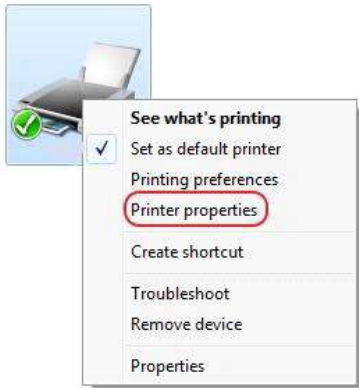 See what's printing
Set as default printer
Printing preferences
Printer properties
Create shortcut
Troubleshoot
Remove device
Properties